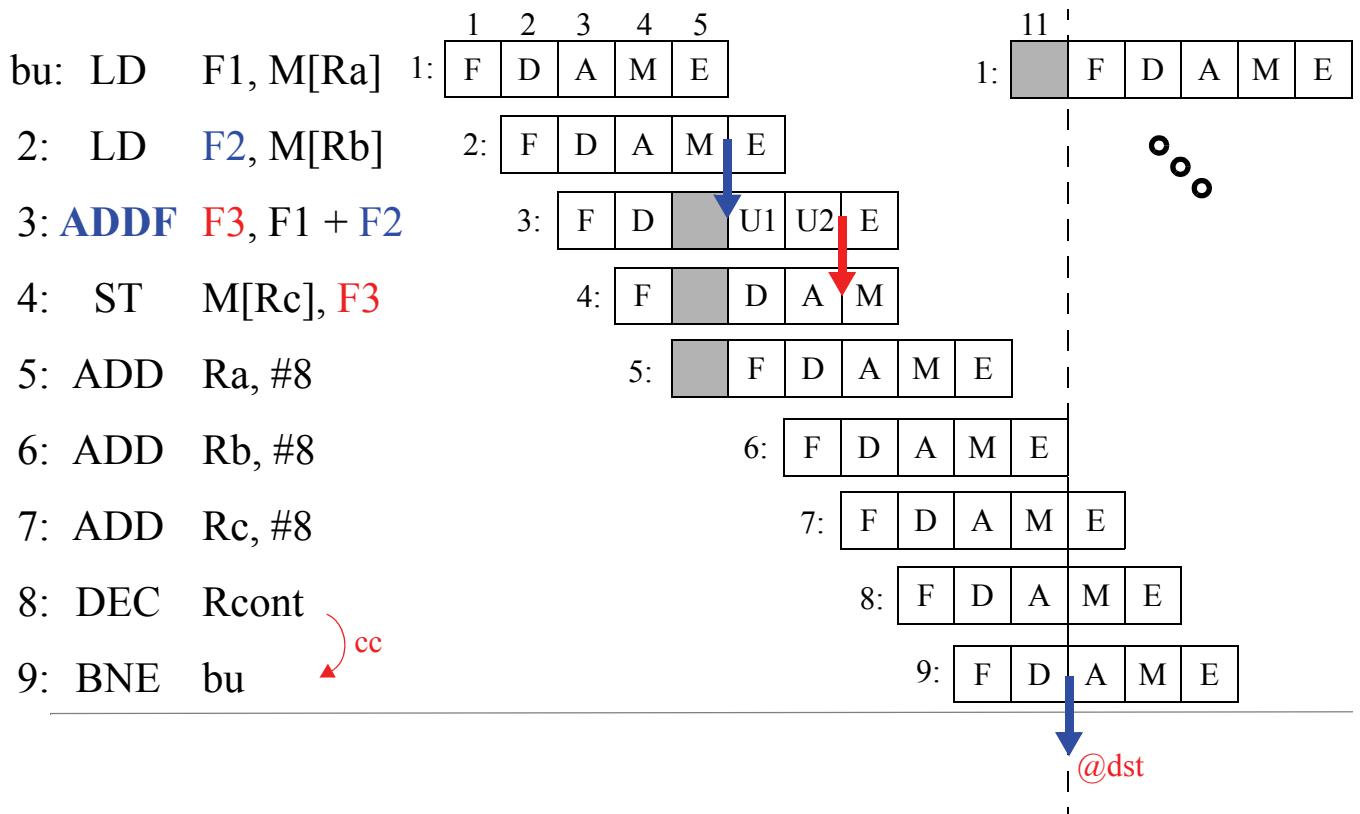 1 2 3 4 5 11
bu: LD F1, M[Ra] 1: F D A M E 1: F D A M E
2: LD F2, M[Rb] 2: F D A M E
3: ADDF F3, F1 + F2 3: F D U1 U2 E
4: ST M[Rc], F3 4: F D A M
5: ADD Ra, #8 5: F D A M E
6: ADD Rb, #8 6: F D A M E
7: ADD Rc, #8 7: F D A M E
8: DEC Rcont 8: F D A M E
cc
9: BNE bu 9: F D A M E
@dst